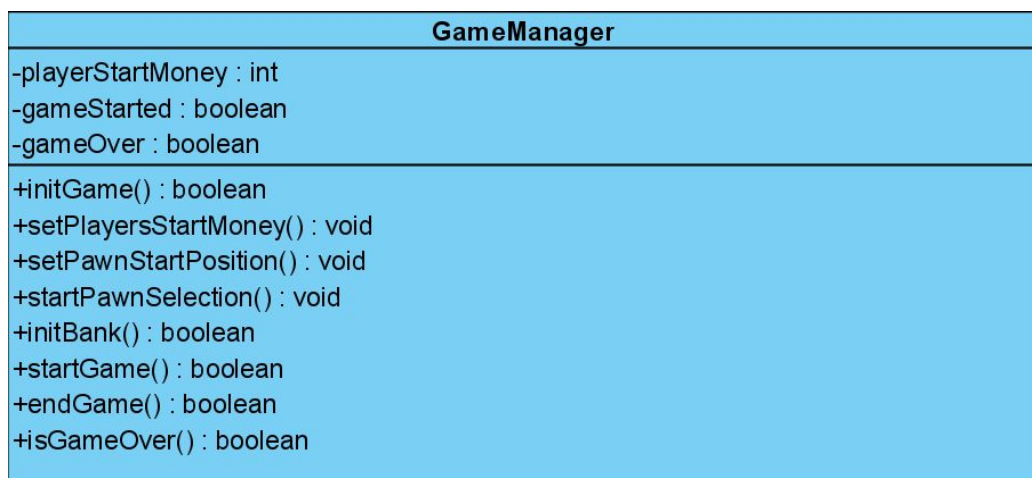 GameManager
-playerStartMoney : int
-gameStarted : boolean
-gameOver : boolean
+initGame() : boolean
+setPlayersStartMoney() : void
+setPawnStartPosition() : void
+startPawnSelection() : void
+initBank() : boolean
+startGame() : boolean
+endGame() : boolean
+isGameOver() : boolean